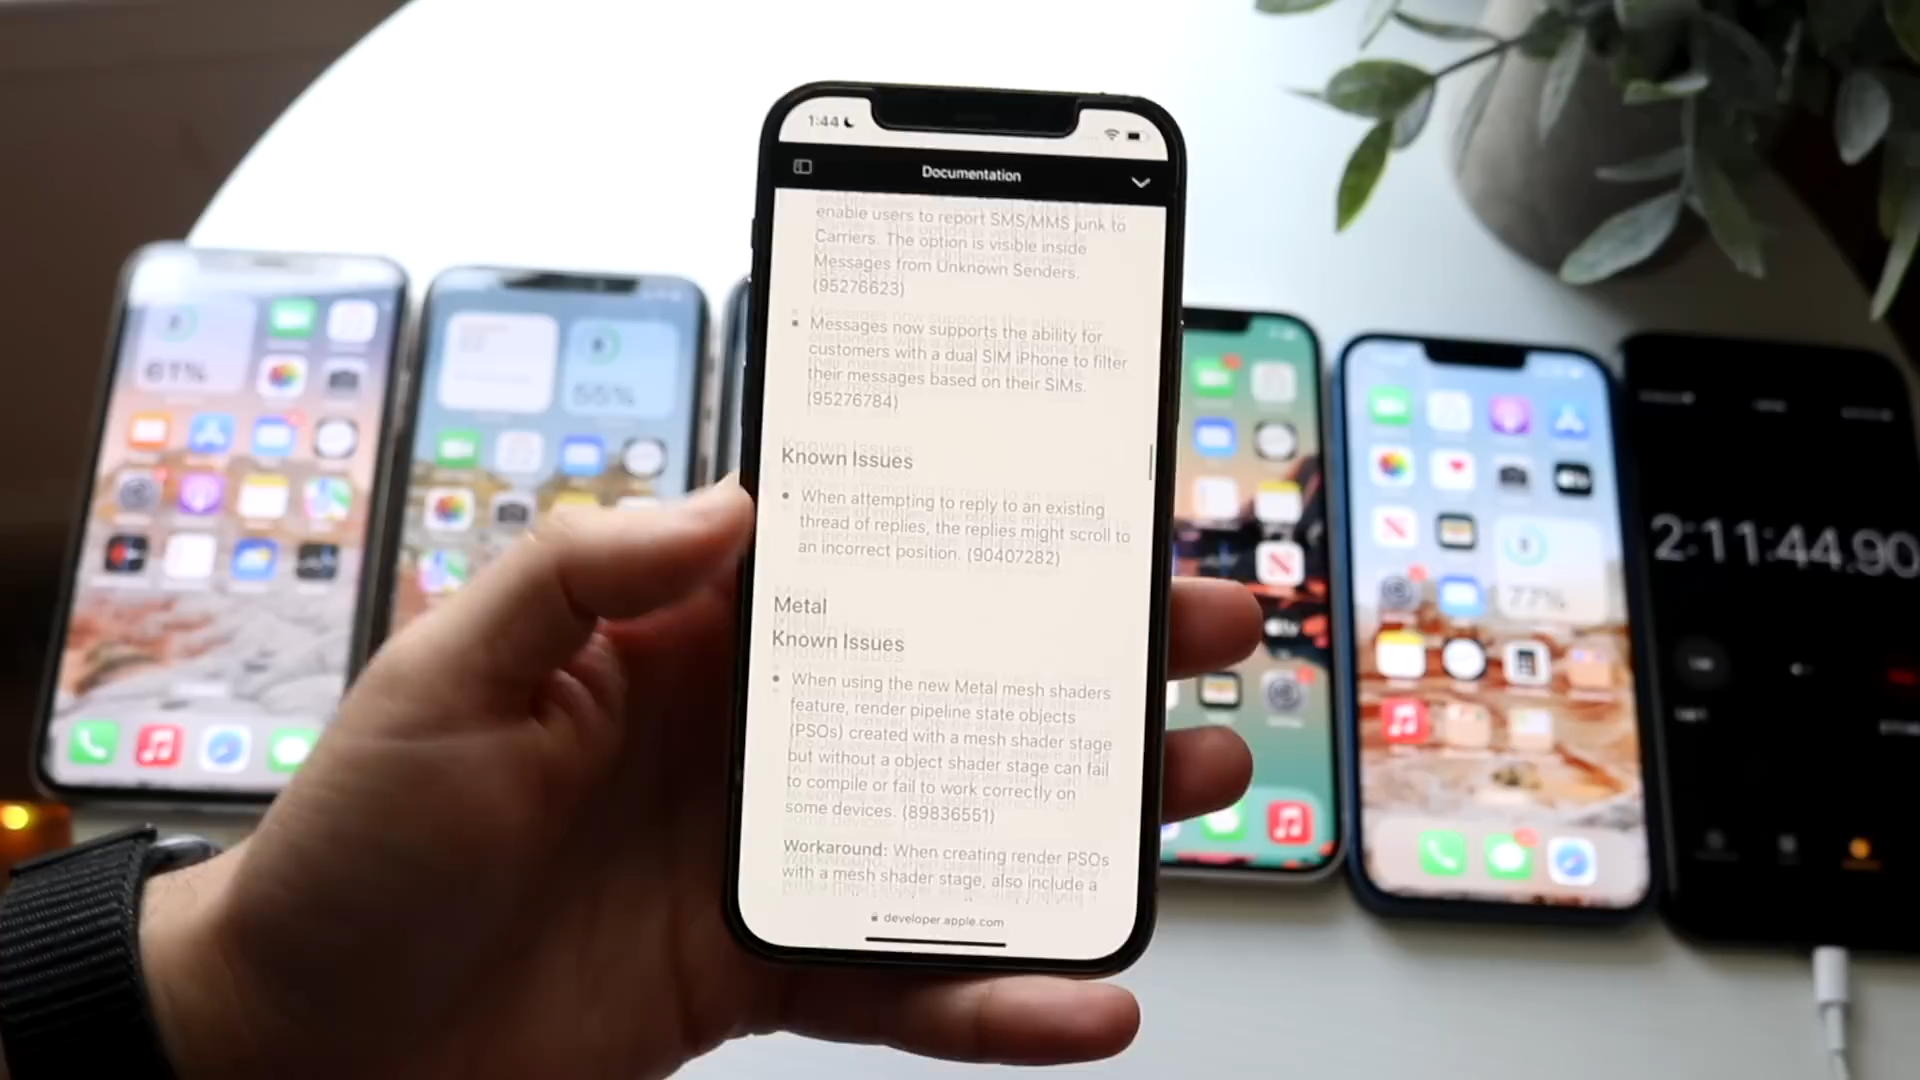 1:44
Documentation
enable users to report SMS/MMS junk to
Carriers. The option is visible inside
Messages from Unknown Senders.
(95276623)
• Messages now supports the ability for
customers with a dual SIM iPhone to filter
their messages based on their SIMs.
(95276784)
Known Issues
• When attempting to reply to an existing
thread of replies, the replies might scroll to
an incorrect position. (90407282)
Metal
Known Issues
• When using the new Metal mesh shaders
feature, render pipeline state objects
(PSOs) created with a mesh shader stage
but without a object shader stage can fail
to compile or fail to work correctly on
some devices. (89836551)
Workaround: When creating render PSOs
with a mesh shader stage, also include a
developer.apple.com
61%
55%
77%
2:11:44.90